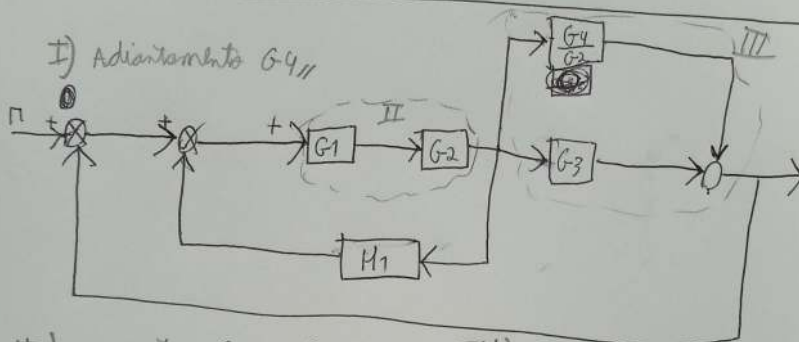 I) Adiantamento G4,,
II
III
G4
G2
r + + +
G1
G2
G3
H1